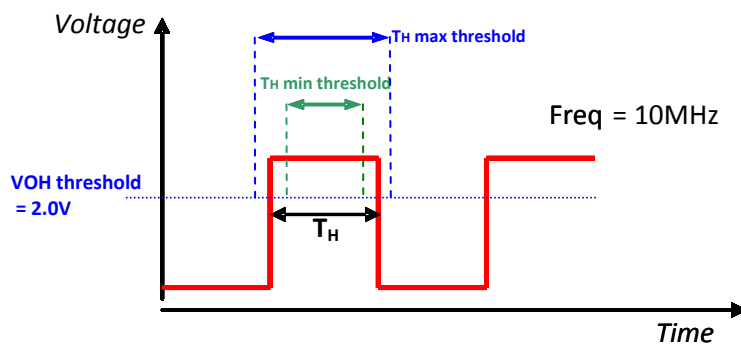 Voltage
TH max threshold
TH min threshold
Freq = 10MHz
VOH threshold
= 2.0V
TH
Time